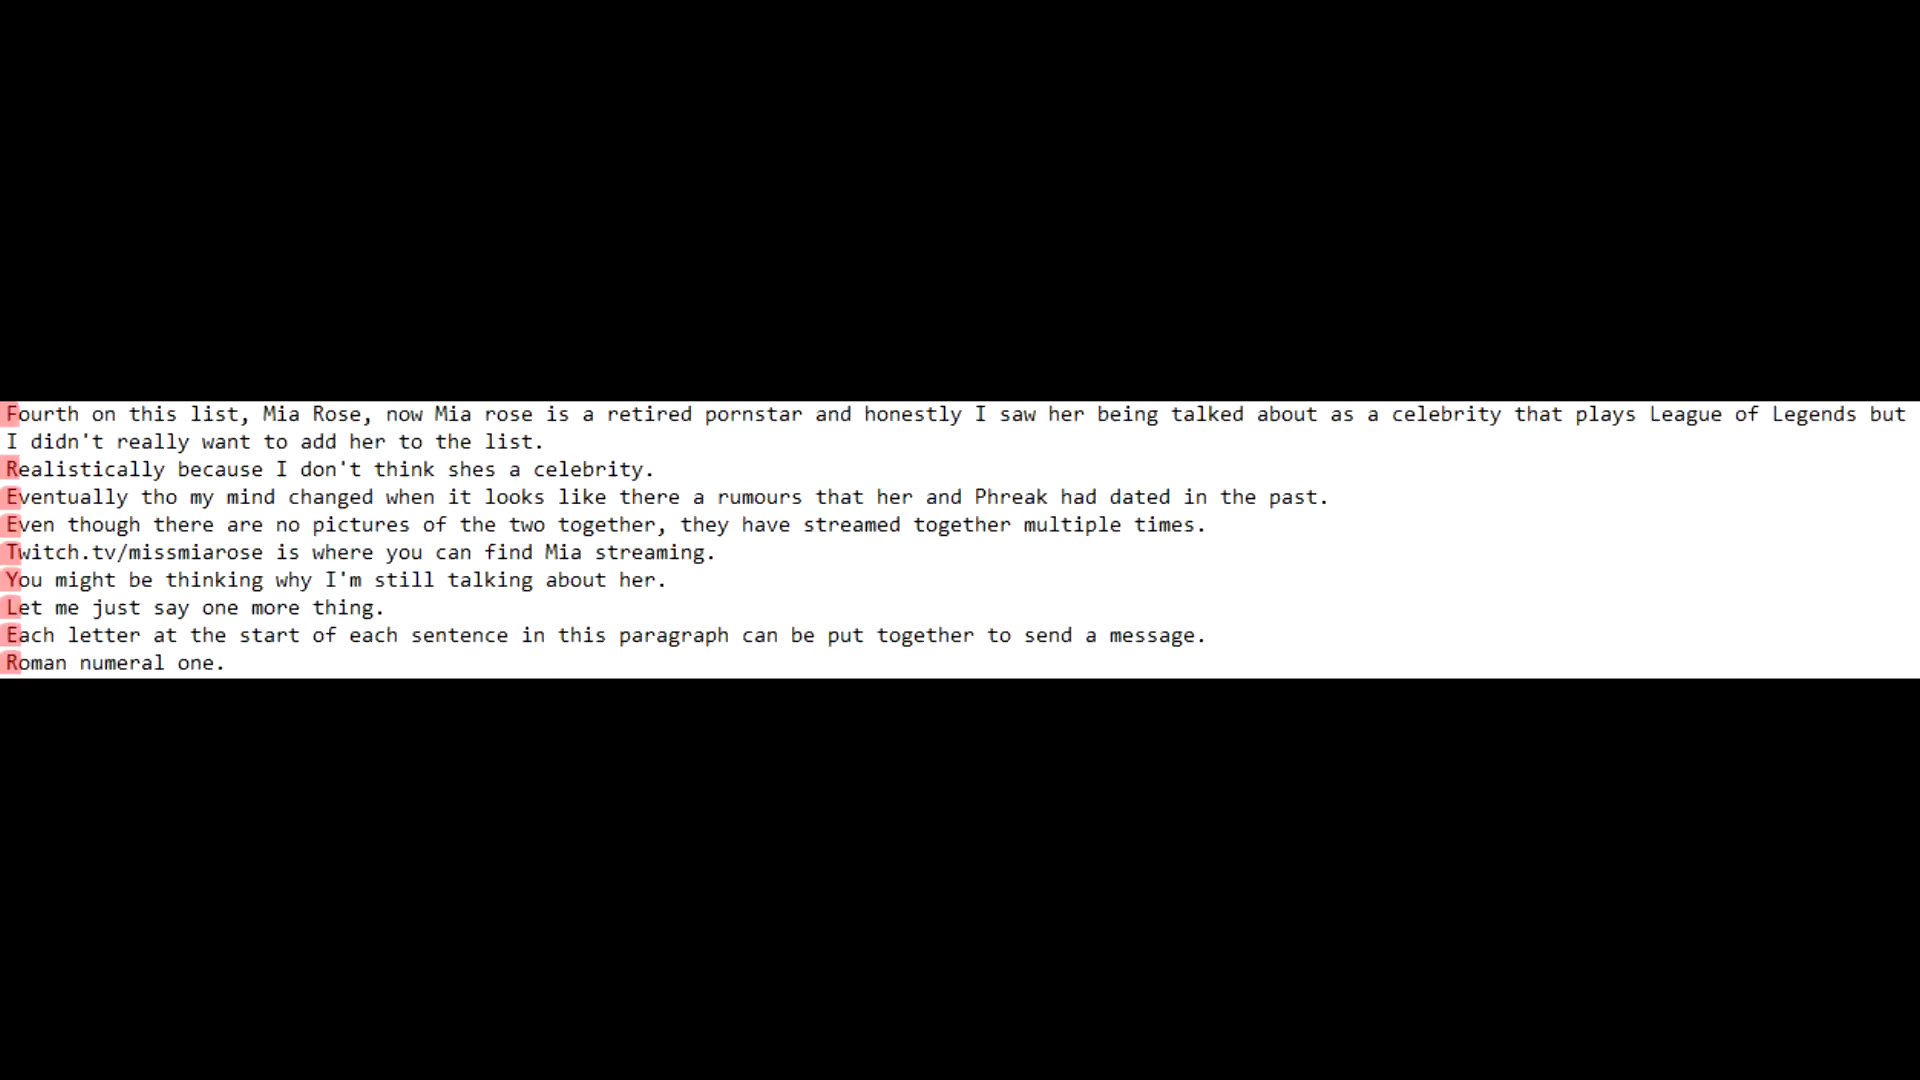 Fourth on this list, Mia Rose, now Mia rose is a retired pornstar and honestly I saw her being talked about as a celebrity that plays League of Legends but
I didn't really want to add her to the list.
Realistically because I don't think shes a celebrity.
Eventually tho my mind changed when it looks like there a rumours that her and Phreak had dated in the past.
Even though there are no pictures of the two together, they have streamed together multiple times.
Twitch.tv/missmiarose is where you can find Mia streaming.
You might be thinking why I'm still talking about her.
Let me just say one more thing.
Each letter at the start of each sentence in this paragraph can be put together to send a message.
Roman numeral one.